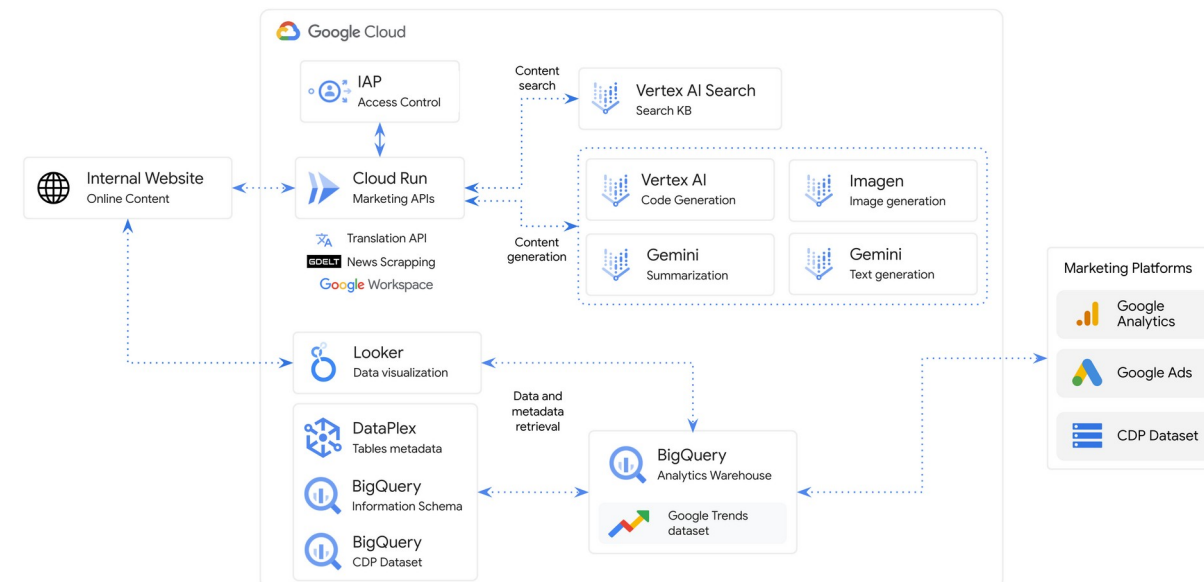 Google Cloud
IAP
Access Control
Content
search
Vertex AI Search
Search KB
Internal Website
Online Content
Cloud Run
Marketing APIs
Translation API
GDELT News Scrapping
Google Workspace
Content
generation
Vertex AI
Code Generation
Imagen
Image generation
Gemini
Summarization
Gemini
Text generation
Marketing Platforms
Google
Analytics
Google Ads
CDP Dataset
Looker
Data visualization
Data and
metadata
retrieval
DataPlex
Tables metadata
BigQuery
Information Schema
BigQuery
CDP Dataset
BigQuery
Analytics Warehouse
Google Trends
dataset